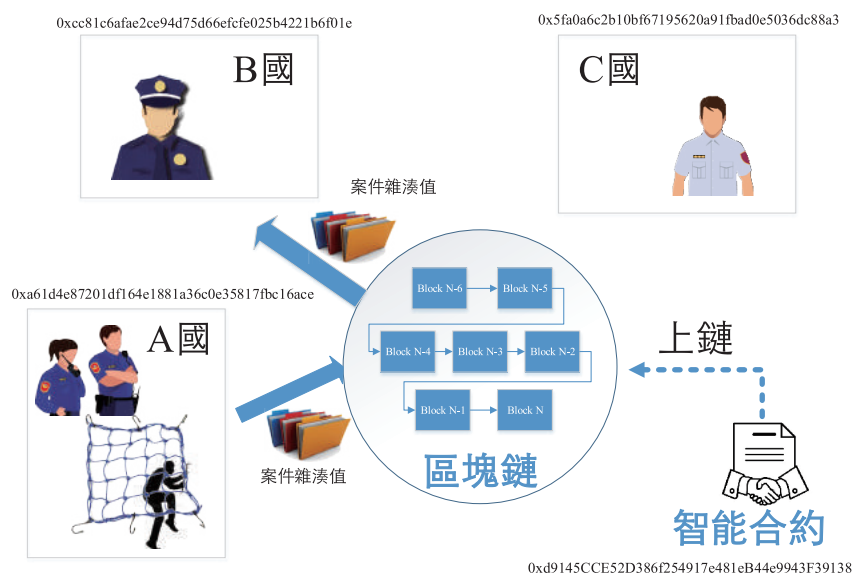 0xcc81c6afae2ce94d75d66efcfe025b4221b6f01e
B國
0x5fa0a6c2b10bf67195620a91fbad0e5036dc88a3
C國
案件雜湊值
0xa61d4e87201df164e1881a36c0e35817fbc16ace
A國
案件雜湊值
Block N-6
Block N-5
Block N-4
Block N-3
Block N-2
Block N-1
Block N
區塊鏈
上鏈
智能合約
0xd9145CCE52D386f254917e481eB44e9943F39138